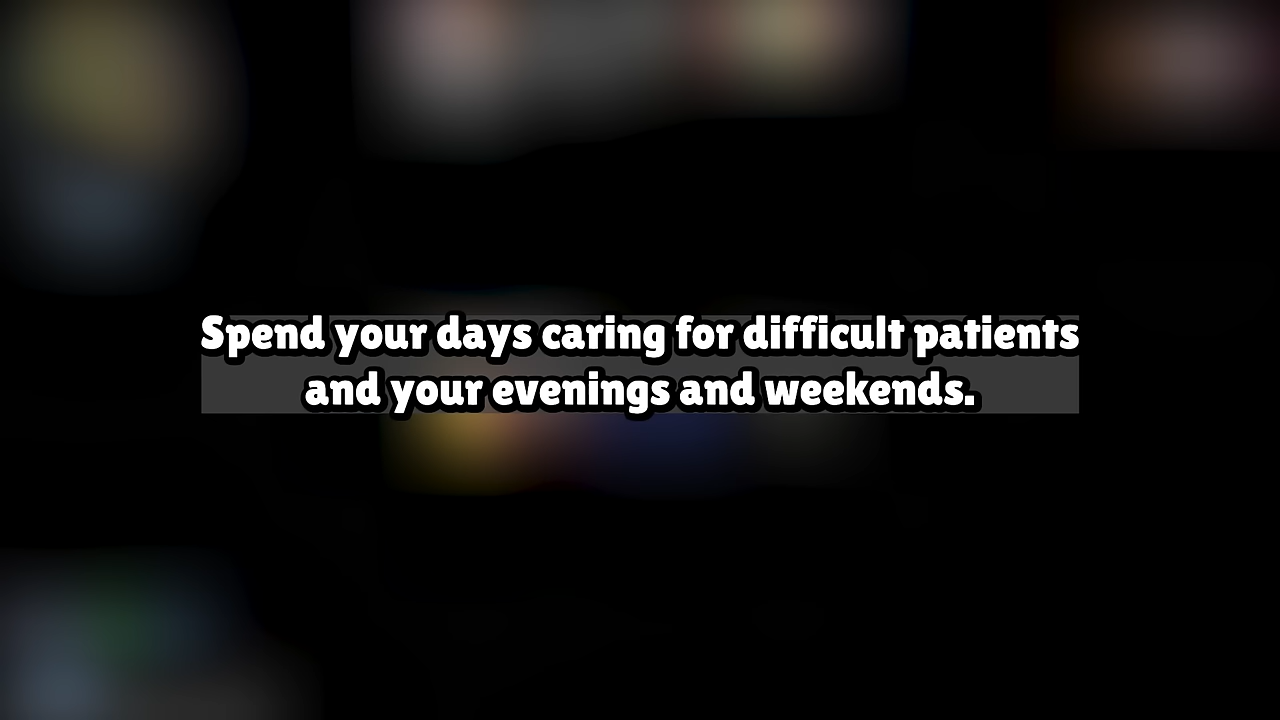 Spend your days caring for difficult patients
and your evenings and weekends.